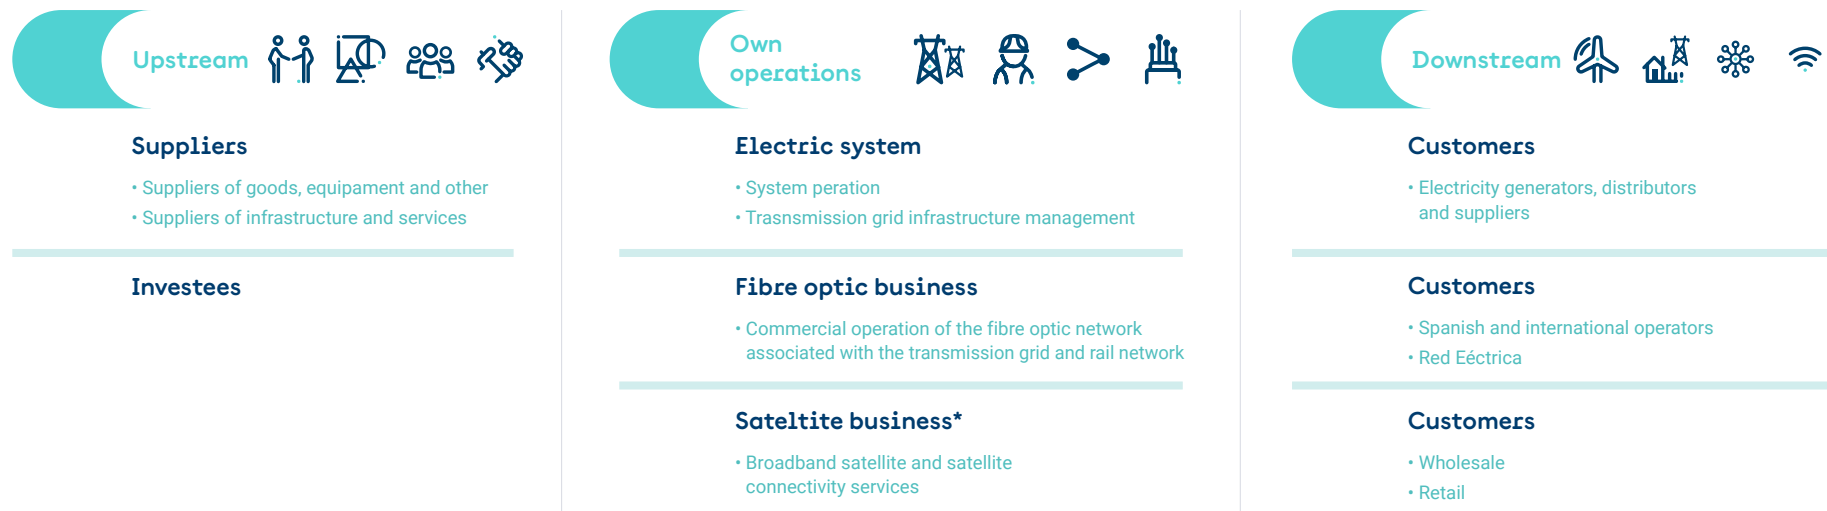 Upstream
Suppliers
• Suppliers of goods, equipament and other
• Suppliers of infrastructure and services
Investees
Own
operations
Electric system
• System peration
• Trasnsmission grid infrastructure management
Fibre optic business
• Commercial operation of the fibre optic network
associated with the transmission grid and rail network
Sateltite business*
• Broadband satellite and satellite
connectivity services
Downstream
Customers
• Electricity generators, distributors
and suppliers
Customers
• Spanish and international operators
• Red Eéctrica
Customers
• Wholesale
• Retail